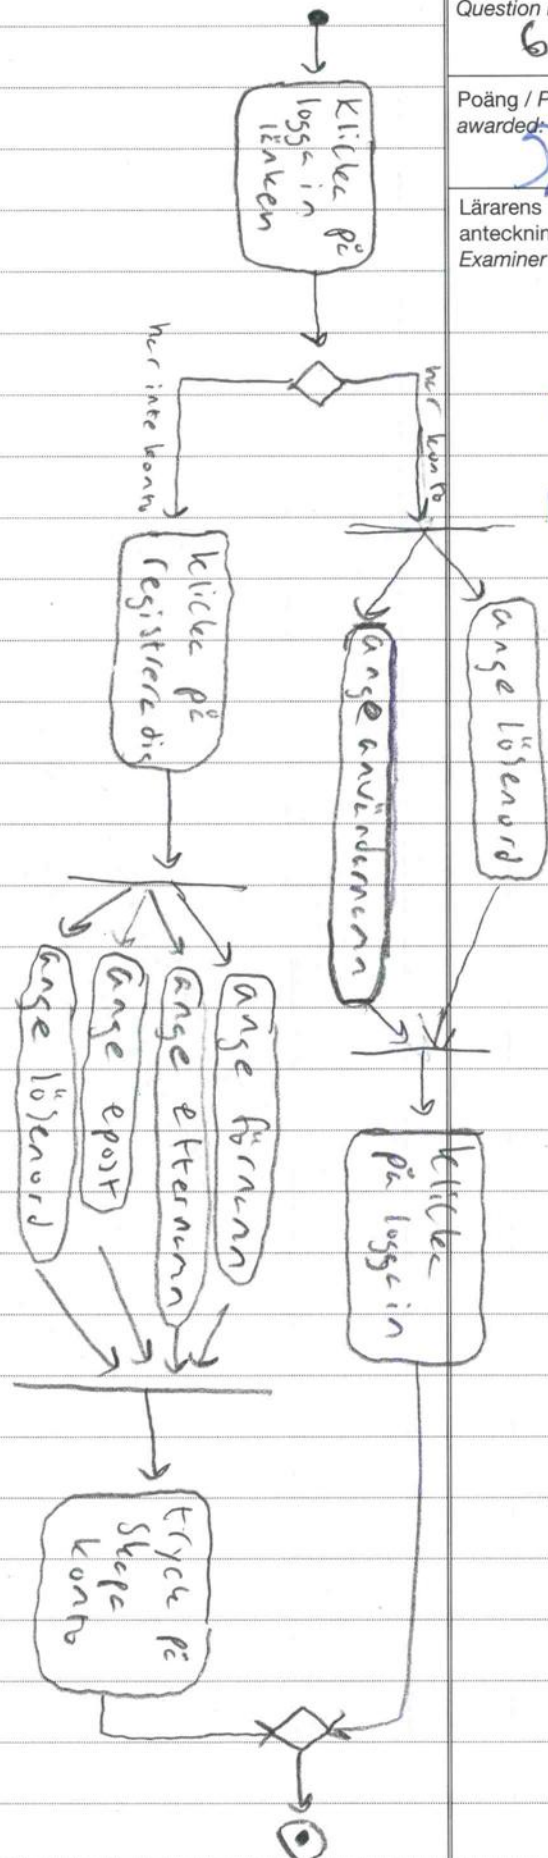 Question
6
Poäng / P
awarded:
Lärarens
antecknin
Examiner
klicka på
logga in
länken
har konto
har inte konto
ange lösenord
ange användarnamn
klicka
på logga in
klicka på
registrera dig
ange förnamn
ange efternamn
ange epost
ange lösenord
tryck på
skapa
konto